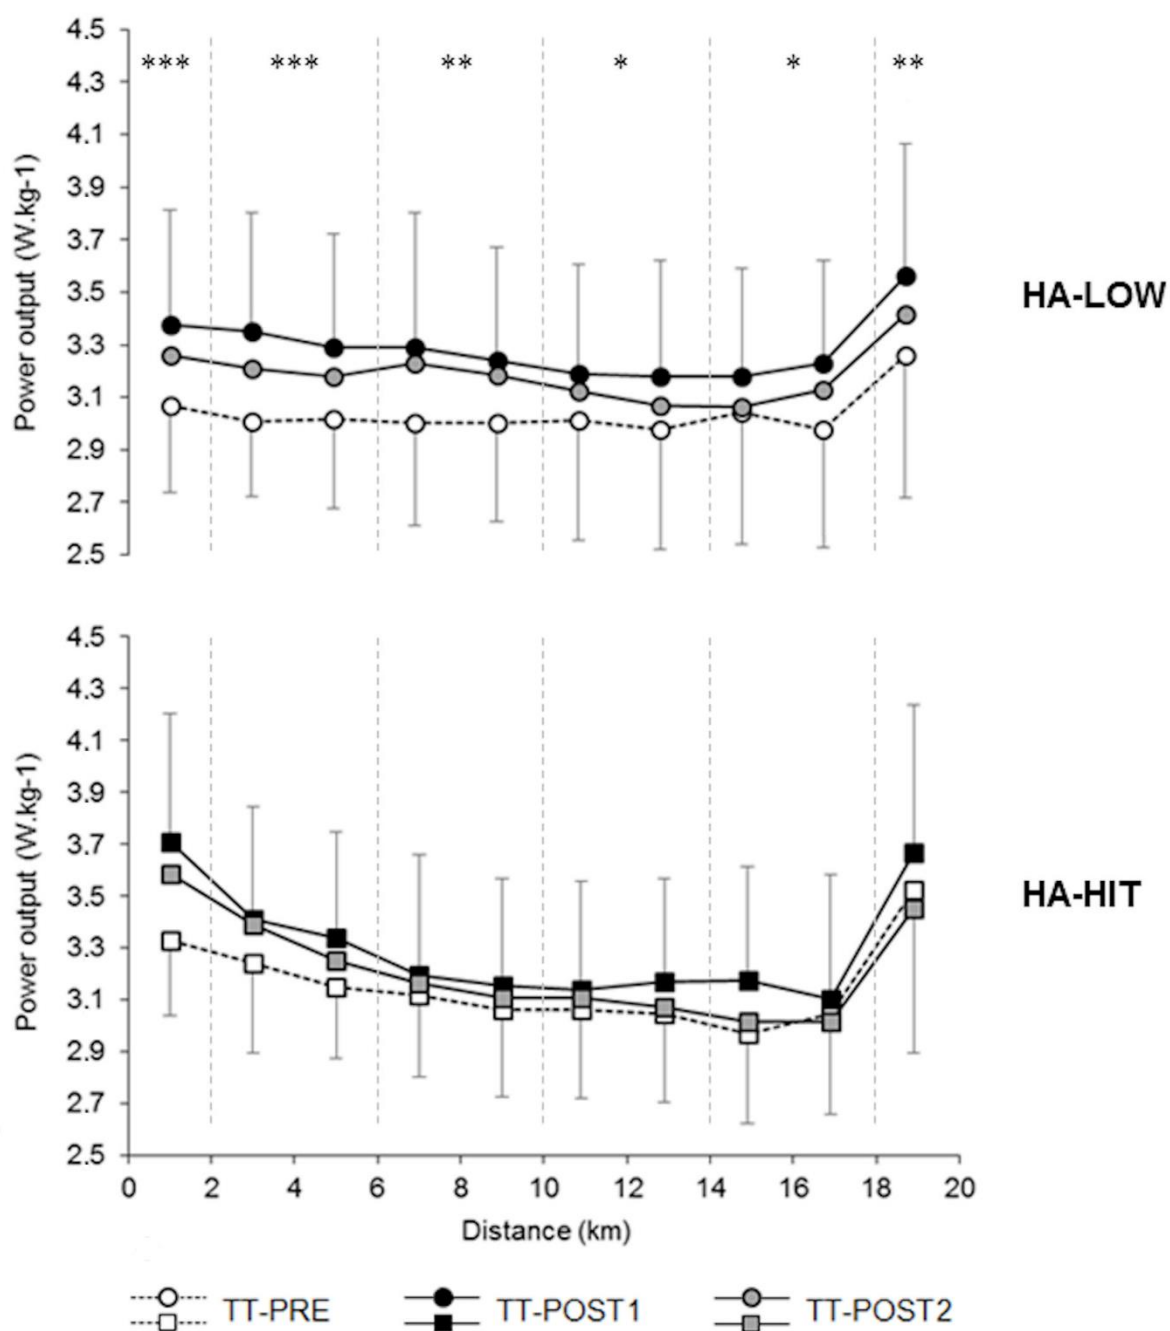 4.5
4.3
4.1
3.9
3.7
3.5
3.3
3.1
2.9
2.7
2.5
Power output (W.kg-1)
*** *** ** * * **
HA-LOW
4.5
4.3
4.1
3.9
3.7
3.5
3.3
3.1
2.9
2.7
2.5
Power output (W.kg-1)
HA-HIT
0 2 4 6 8 10 12 14 16 18 20
Distance (km)
TT-PRE TT-POST1 TT-POST2